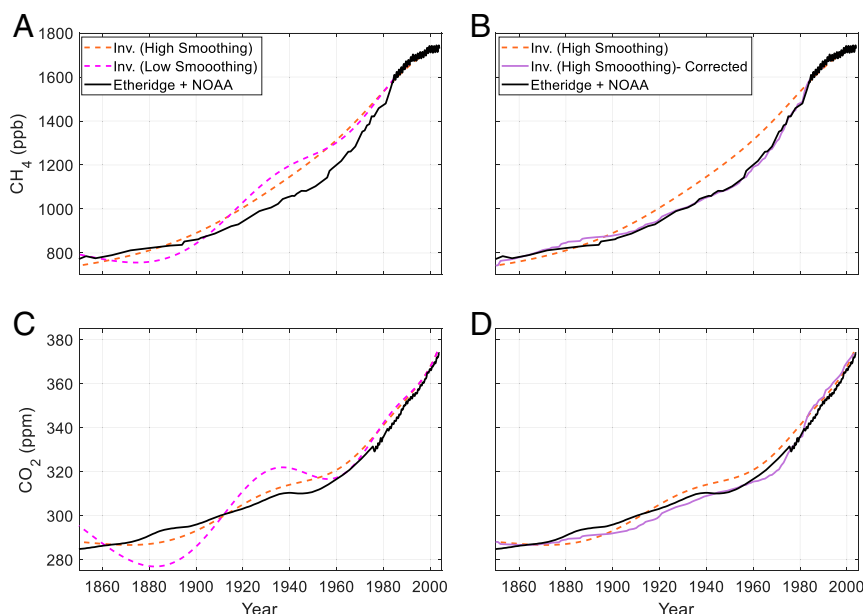 A
B
1800
1600
1400
1200
1000
800
CH4 (ppb)
Inv. (High Smoothing)
Inv. (Low Smooothing)
Etheridge + NOAA
Inv. (High Smoothing)
Inv. (High Smooothing)- Corrected
Etheridge + NOAA
C
D
380
360
340
320
300
280
CO2 (ppm)
1860 1880 1900 1920 1940 1960 1980 2000
1860 1880 1900 1920 1940 1960 1980 2000
Year
Year